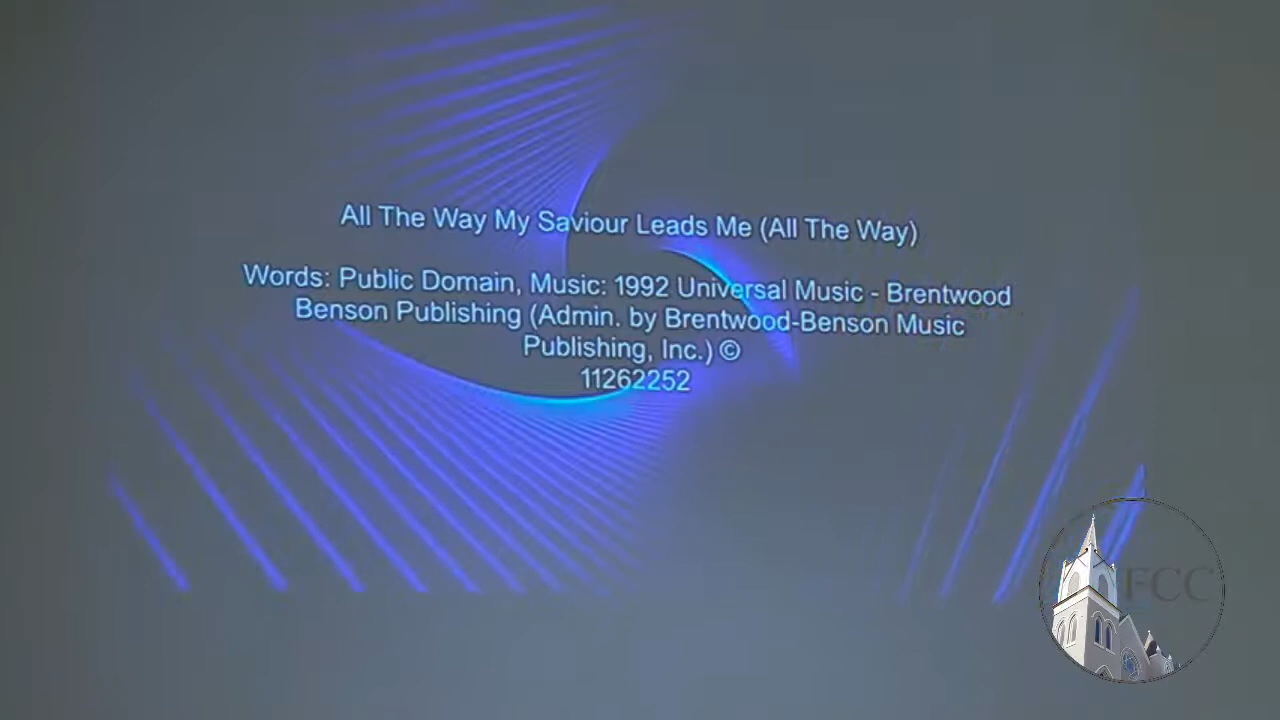 All The Way My Saviour Leads Me (All The Way)
Words: Public Domain, Music: 1992 Universal Music - Brentwood
Benson Publishing (Admin. by Brentwood-Benson Music
Publishing, Inc.) ©
11262252
FCC